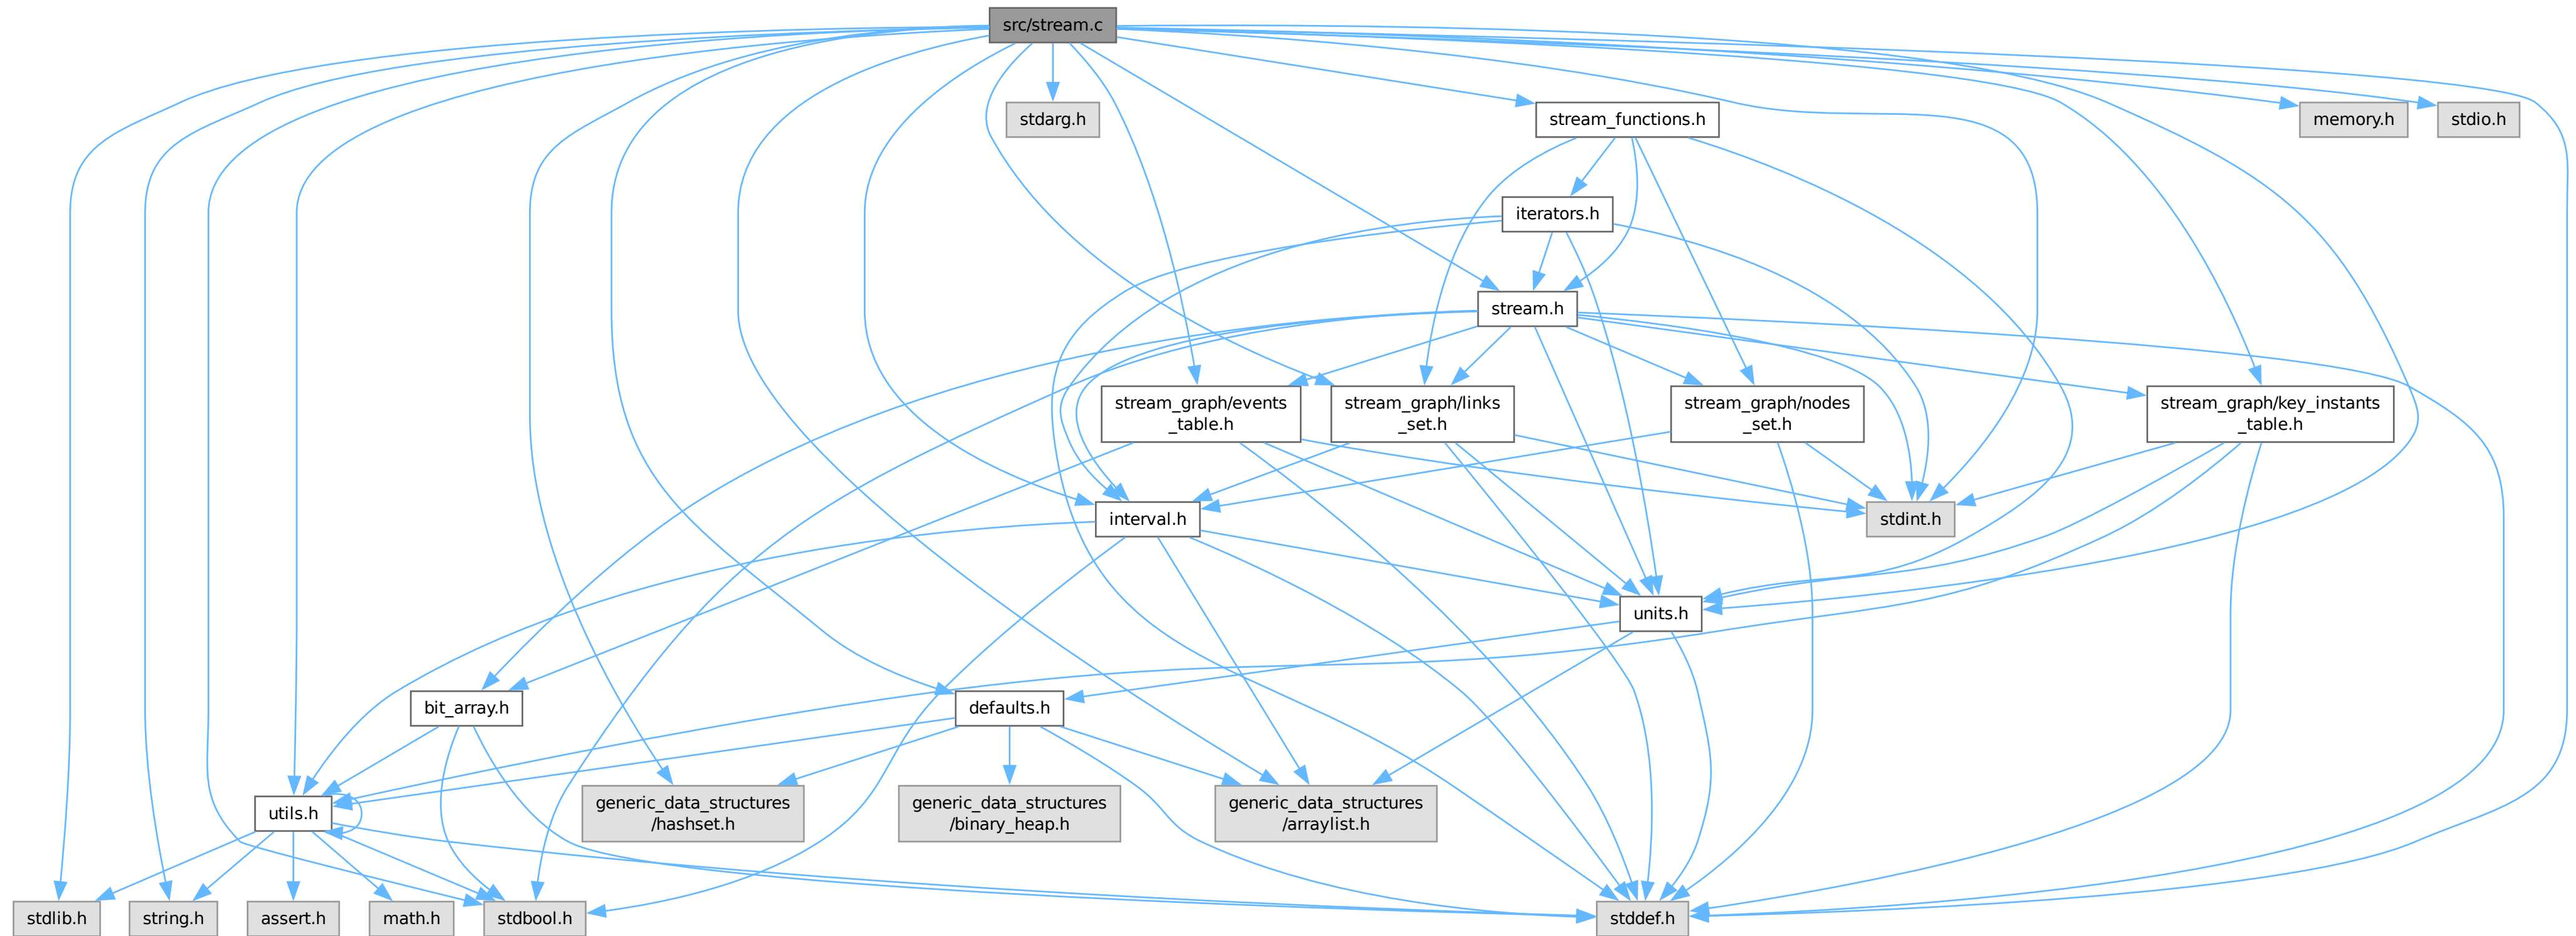 src/stream.c
stdarg.h
stream_functions.h
memory.h
stdio.h
iterators.h
stream.h
stream_graph/events
_table.h
stream_graph/links
_set.h
stream_graph/nodes
_set.h
stream_graph/key_instants
_table.h
interval.h
stdint.h
units.h
bit_array.h
defaults.h
utils.h
generic_data_structures
/hashset.h
generic_data_structures
/binary_heap.h
generic_data_structures
/arraylist.h
stdlib.h
string.h
assert.h
math.h
stdbool.h
stddef.h